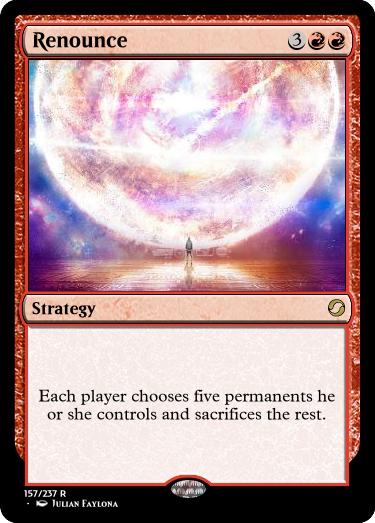 Renounce 3
Strategy
Each player chooses five permanents he
or she controls and sacrifices the rest.
157/237 R
· Julian Faylona